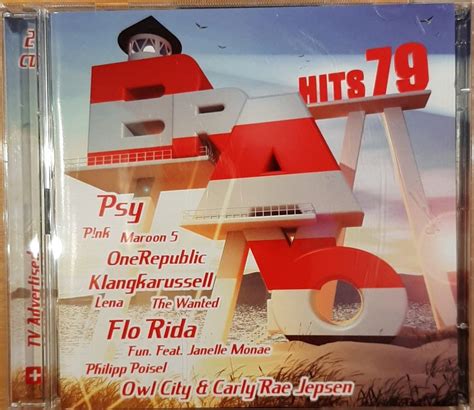 2 CD
TV Advertised
BRAVO
HITS 79
Psy
P!nk Maroon 5
OneRepublic
Klangkarussell
Lena The Wanted
Flo Rida
Fun. Feat. Janelle Monae
Philipp Poisel
Owl City & Carly Rae Jepsen